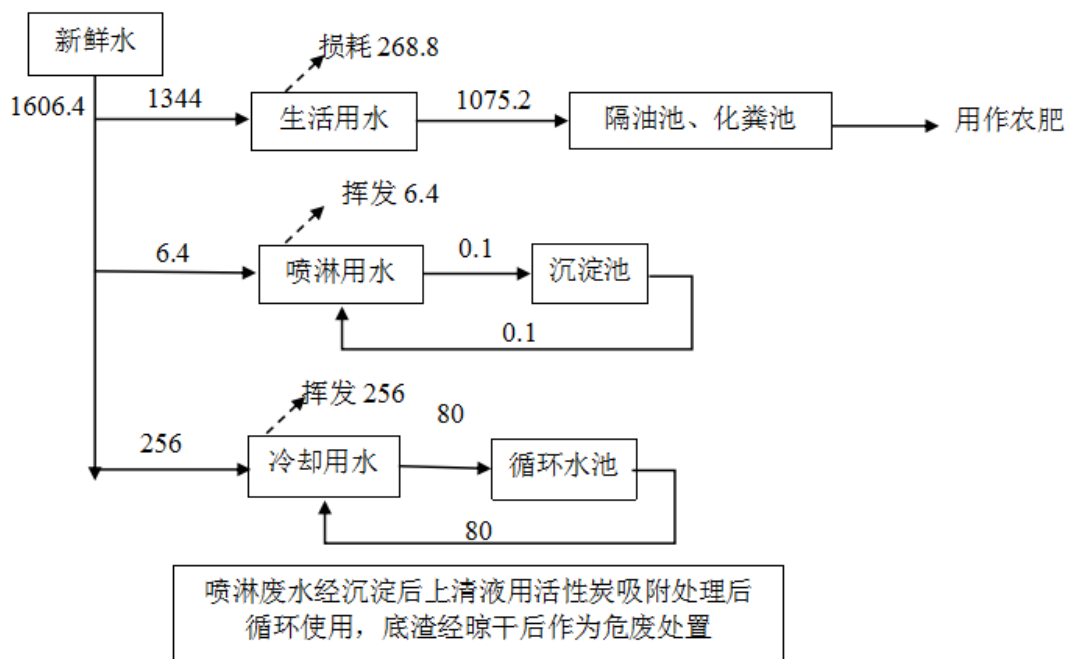 新鲜水
损耗 268.8
1606.4
1344
生活用水
1075.2
隔油池、化粪池
用作农肥
挥发 6.4
6.4
喷淋用水
0.1
沉淀池
0.1
挥发 256
80
256
冷却用水
循环水池
80
喷淋废水经沉淀后上清液用活性炭吸附处理后
循环使用，底渣经晾干后作为危废处置